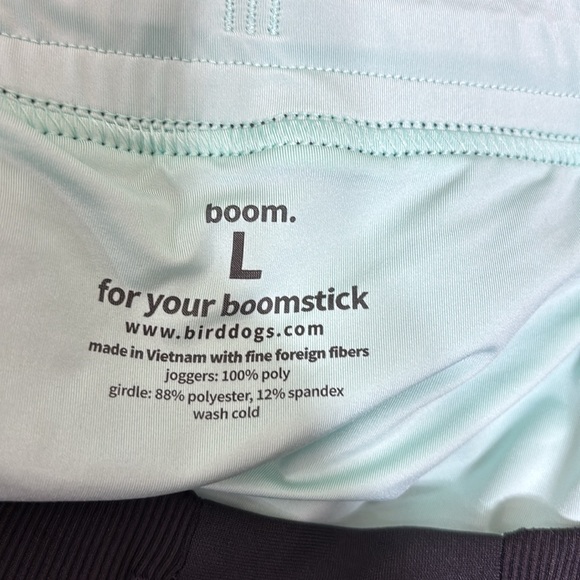 boom.
L
for your boomstick
www.birddogs.com
made in Vietnam with fine foreign fibers
joggers: 100% poly
girdle: 88% polyester, 12% spandex
wash cold